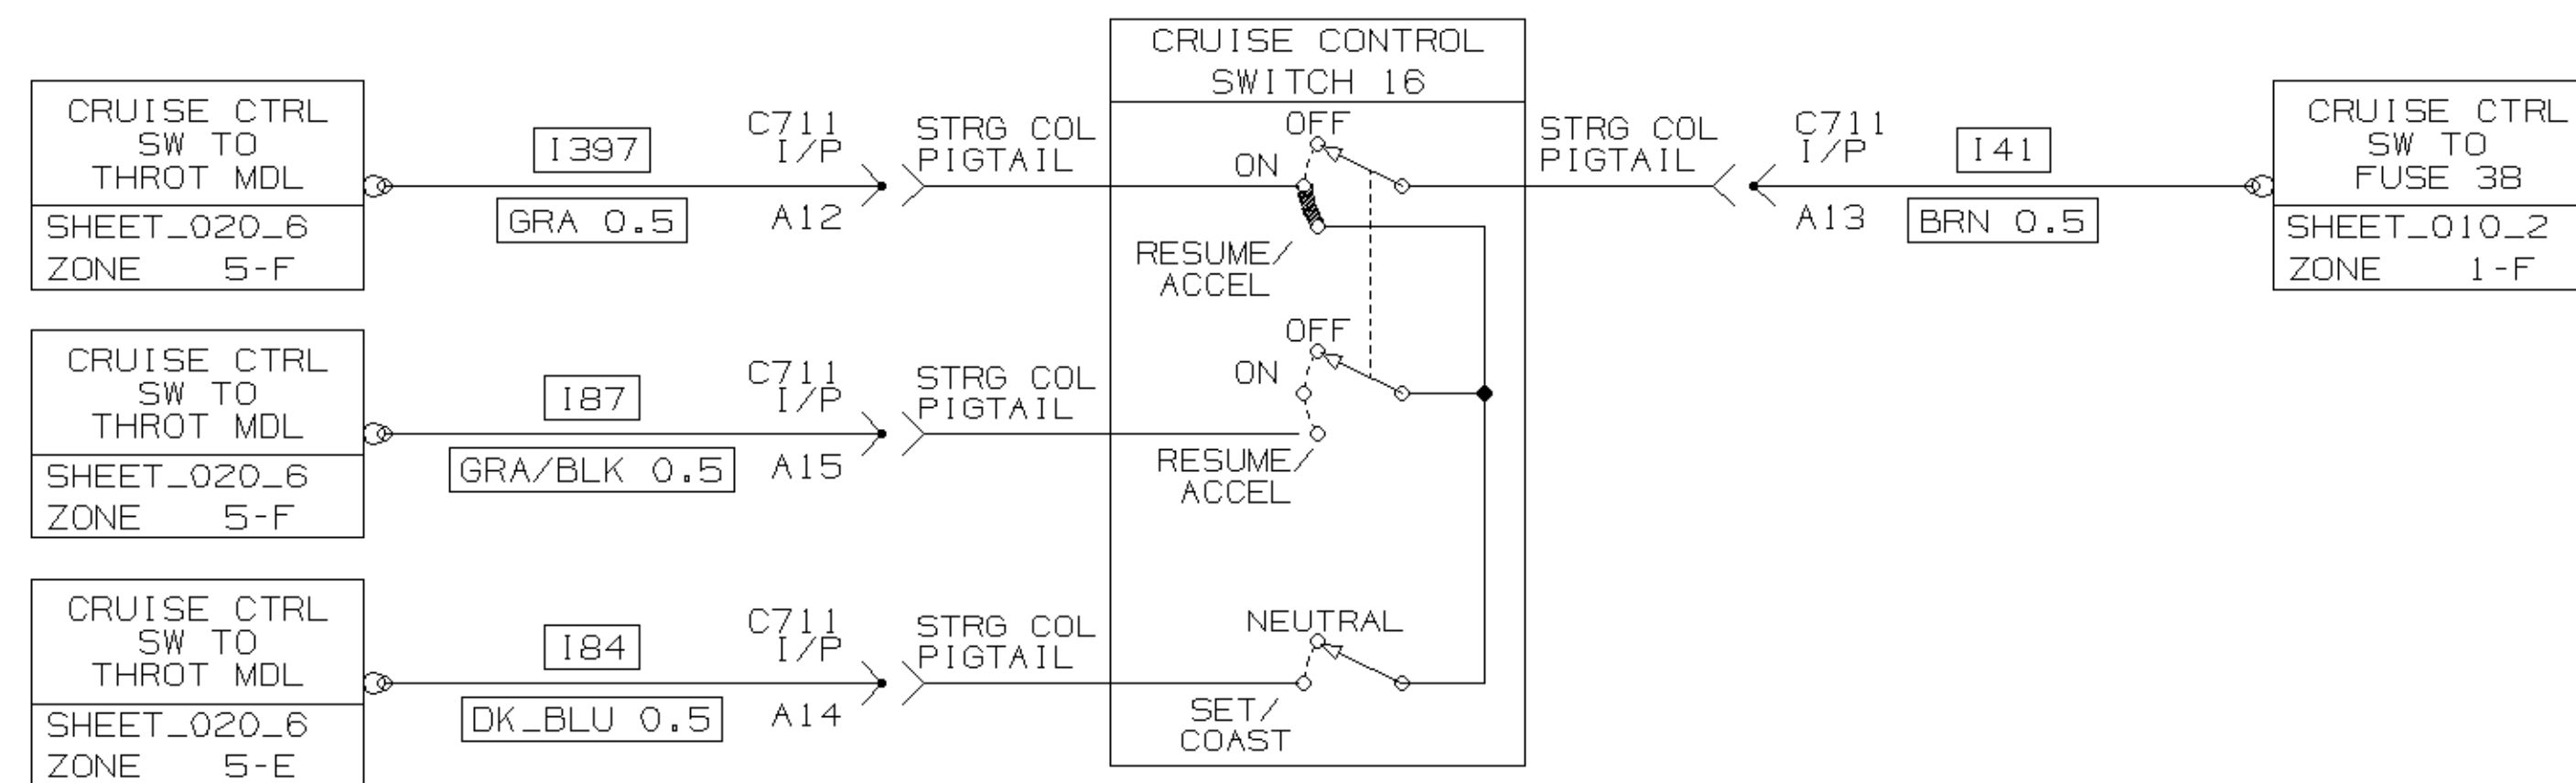 CRUISE CONTROL
SWITCH 16
CRUISE CTRL
SW TO
THROT MDL
SHEET_020_6
ZONE 5-F
I397
GRA 0.5
C711
I/P
A12
STRG COL
PIGTAIL
OFF
ON
RESUME/
ACCEL
STRG COL
PIGTAIL
C711
I/P
A13
I41
BRN 0.5
CRUISE CTRL
SW TO
FUSE 38
SHEET_010_2
ZONE 1-F
CRUISE CTRL
SW TO
THROT MDL
SHEET_020_6
ZONE 5-F
I87
GRA/BLK 0.5
C711
I/P
A15
STRG COL
PIGTAIL
OFF
ON
RESUME/
ACCEL
CRUISE CTRL
SW TO
THROT MDL
SHEET_020_6
ZONE 5-E
I84
DK_BLU 0.5
C711
I/P
A14
STRG COL
PIGTAIL
NEUTRAL
SET/
COAST